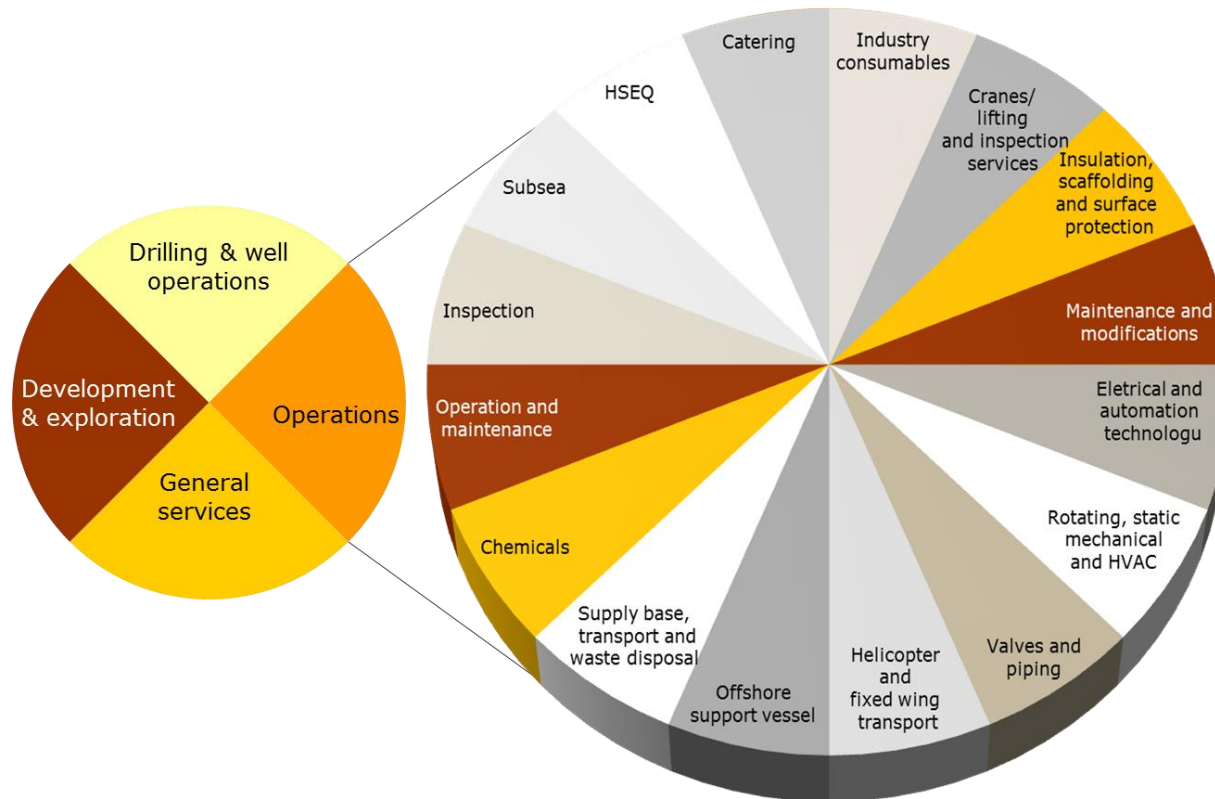 Drilling & well
operations
Development
& exploration
Operations
General
services
Catering
Industry
consumables
Cranes/
lifting
and inspection
services
Insulation,
scaffolding
and surface
protection
Maintenance and
modifications
Eletrical and
automation
technologu
Rotating, static
mechanical
and HVAC
Valves and
piping
Helicopter
and
fixed wing
transport
Offshore
support vessel
Supply base,
transport and
waste disposal
Chemicals
Operation and
maintenance
Inspection
Subsea
HSEQ